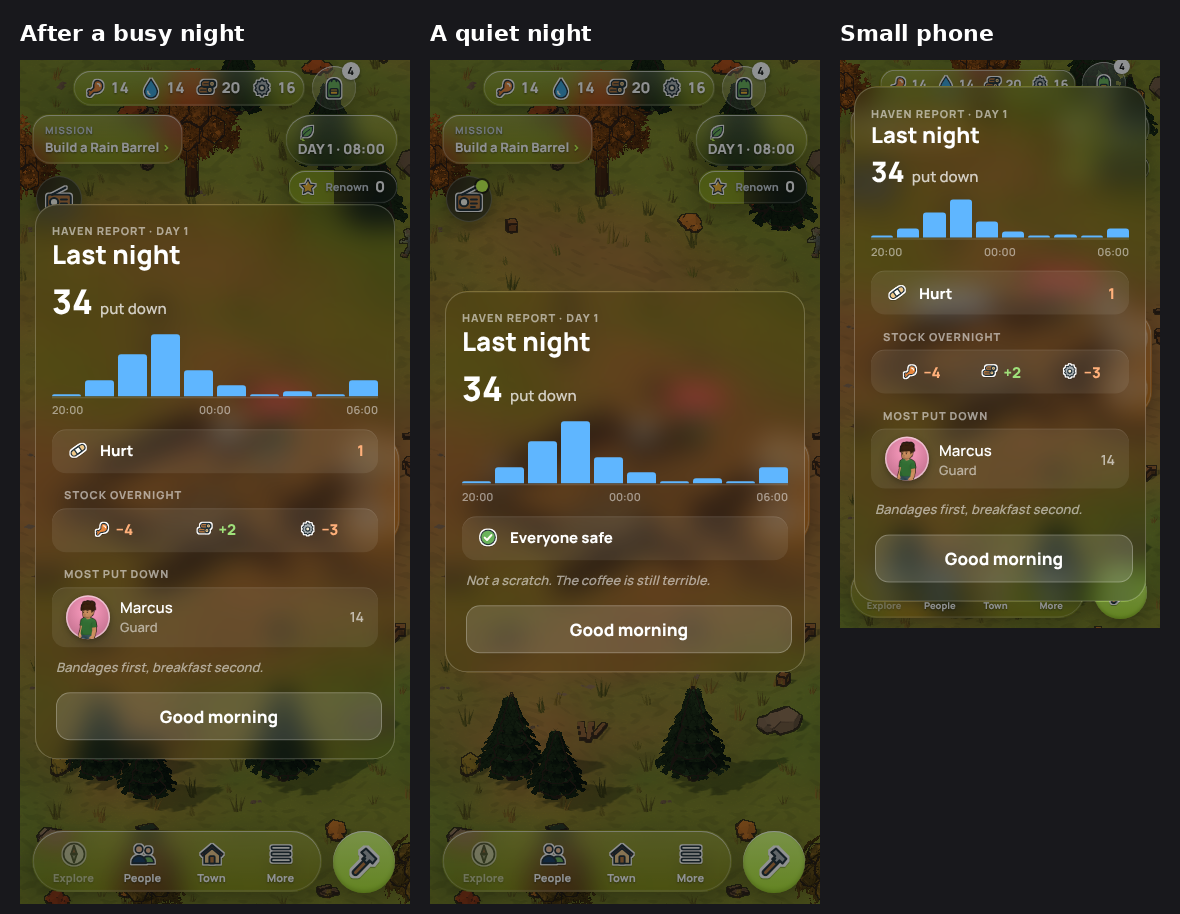 After a busy night
4
14 14 20 16
MISSION
Build a Rain Barrel ›
DAY 1 · 08:00
Renown 0
HAVEN REPORT · DAY 1
Last night
34 put down
20:00 00:00 06:00
Hurt 1
STOCK OVERNIGHT
−4 +2 −3
MOST PUT DOWN
Marcus
Guard
14
Bandages first, breakfast second.
Good morning
Explore People Town More
A quiet night
4
14 14 20 16
MISSION
Build a Rain Barrel ›
DAY 1 · 08:00
Renown 0
HAVEN REPORT · DAY 1
Last night
34 put down
20:00 00:00 06:00
Everyone safe
Not a scratch. The coffee is still terrible.
Good morning
Explore People Town More
Small phone
4
14 14 20 16
HAVEN REPORT · DAY 1
Last night
34 put down
20:00 00:00 06:00
Hurt 1
STOCK OVERNIGHT
−4 +2 −3
MOST PUT DOWN
Marcus
Guard
14
Bandages first, breakfast second.
Good morning
Explore People Town More